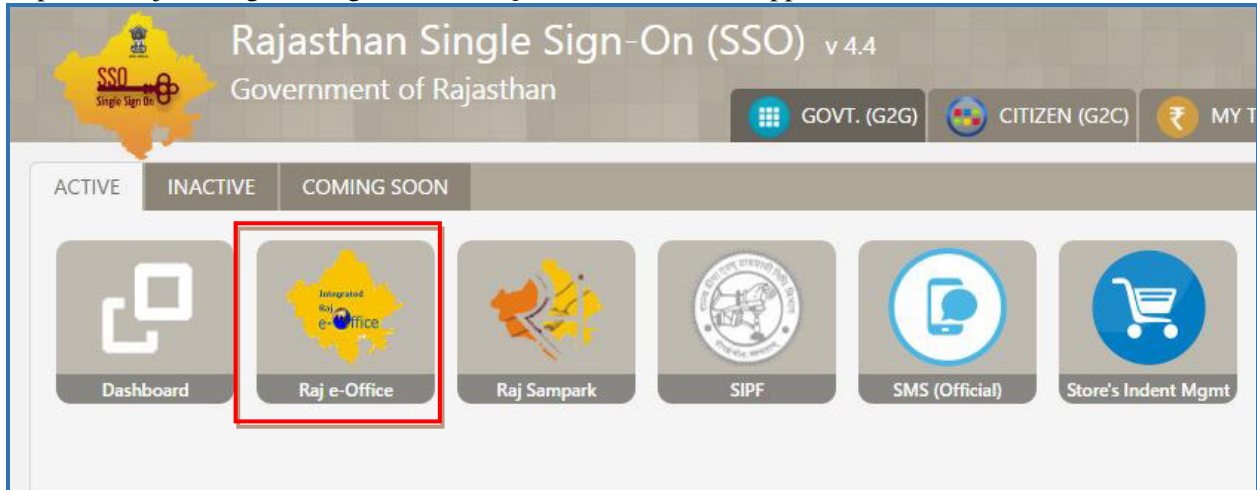 Rajasthan Single Sign-On (SSO) v 4.4
Government of Rajasthan
SSO
Single Sign On
GOVT. (G2G)
CITIZEN (G2C)
MY T
ACTIVE
INACTIVE
COMING SOON
Integrated
Raj
e-Office
Dashboard
Raj e-Office
Raj Sampark
SIPF
SMS (Official)
Store's Indent Mgmt